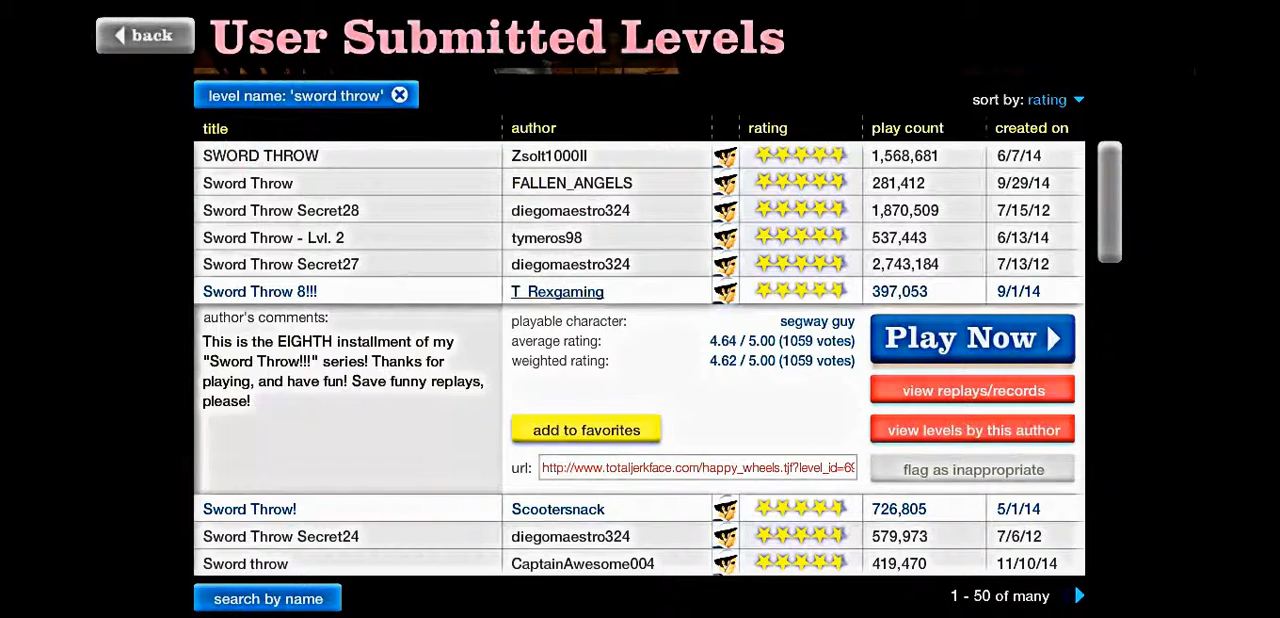 back
User Submitted Levels
level name: 'sword throw'
sort by: rating
title author rating play count created on
SWORD THROW Zsolt1000II 1,568,681 6/7/14
Sword Throw FALLEN_ANGELS 281,412 9/29/14
Sword Throw Secret28 diegomaestro324 1,870,509 7/15/12
Sword Throw - Lvl. 2 tymeros98 537,443 6/13/14
Sword Throw Secret27 diegomaestro324 2,743,184 7/13/12
Sword Throw 8!!! T_Rexgaming 397,053 9/1/14
author's comments:
This is the EIGHTH installment of my
"Sword Throw!!!" series! Thanks for
playing, and have fun! Save funny replays,
please!
playable character: segway guy
average rating: 4.64 / 5.00 (1059 votes)
weighted rating: 4.62 / 5.00 (1059 votes)
add to favorites
url: http://www.totaljerkface.com/happy_wheels.tjf?level_id=6
Play Now
view replays/records
view levels by this author
flag as inappropriate
Sword Throw! Scootersnack 726,805 5/1/14
Sword Throw Secret24 diegomaestro324 579,973 7/6/12
Sword throw CaptainAwesome004 419,470 11/10/14
search by name
1 - 50 of many